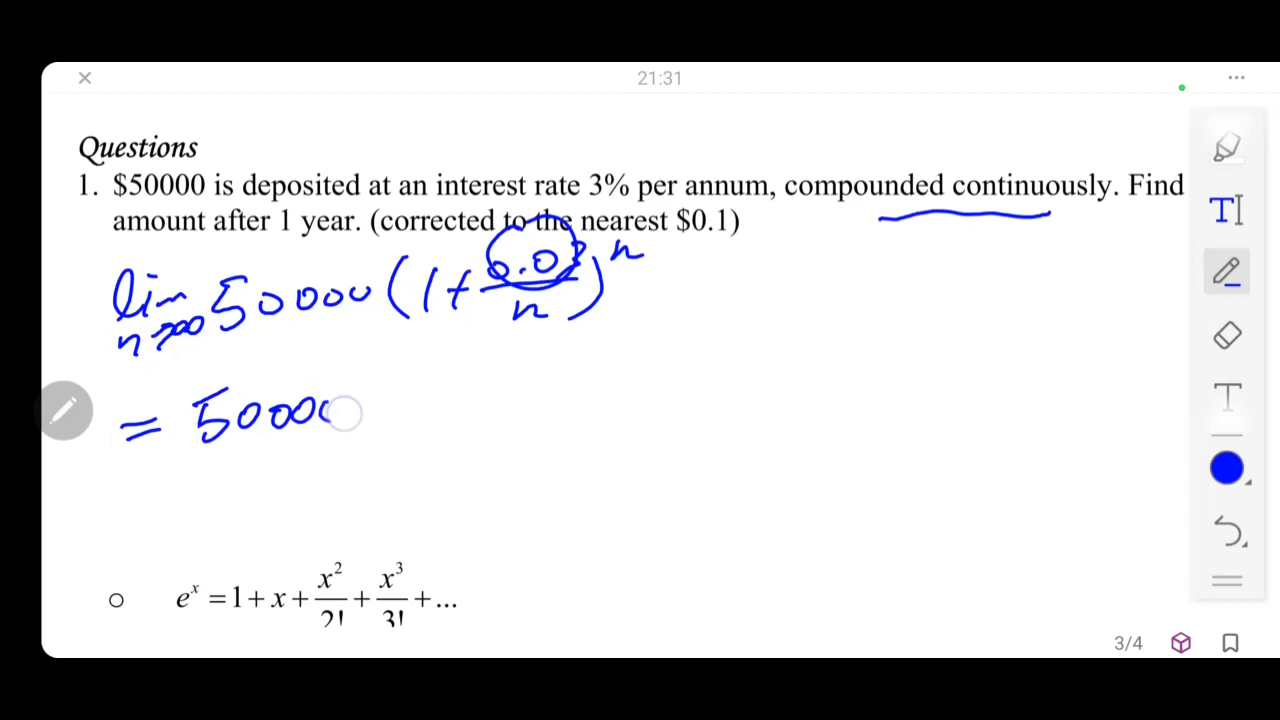 21:31
Questions
1. $50000 is deposited at an interest rate 3% per annum, compounded continuously. Find
amount after 1 year. (corrected to the nearest $0.1)
lim n→∞ 50000 (1 + 0.03/n)^n
= 50000
e^x = 1 + x + x^2/2! + x^3/3! + ...
3/4